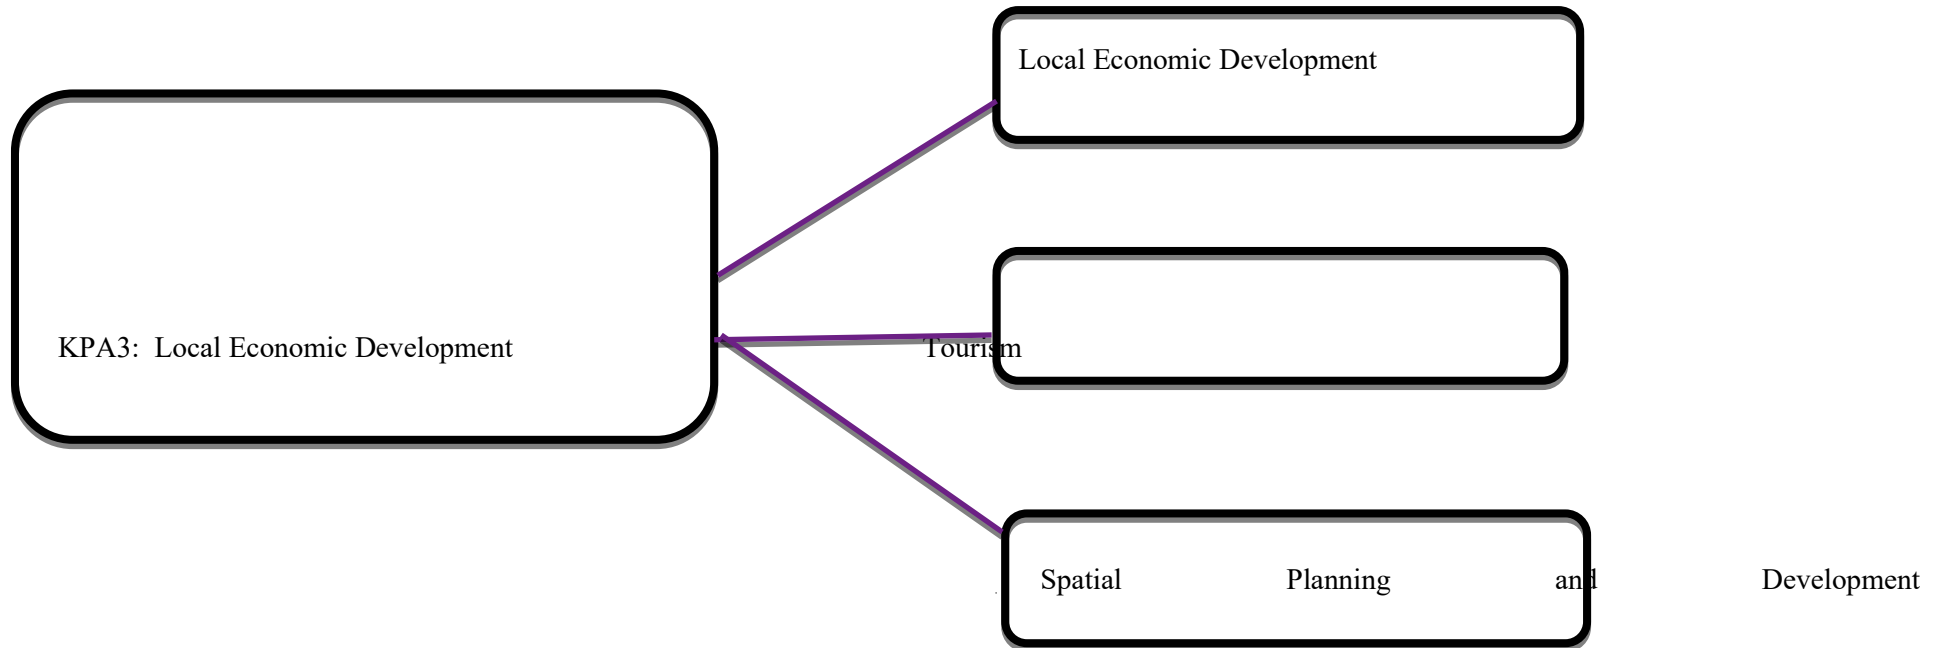 Local Economic Development
KPA3: Local Economic Development
Tourism
Spatial Planning and Development